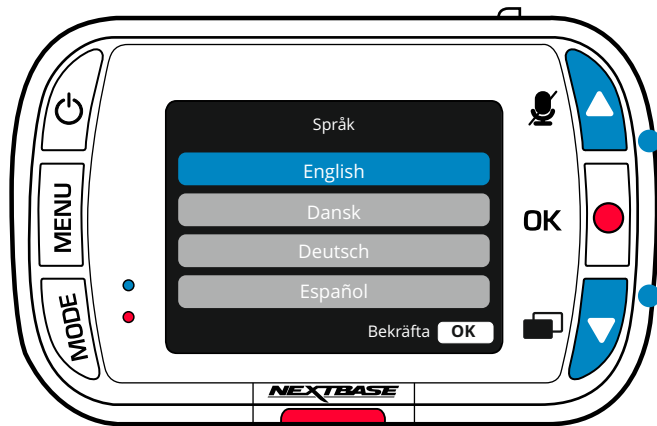 Språk
English
Dansk
Deutsch
Español
Bekräfta OK
MENU
MODE
OK
NEXTBASE